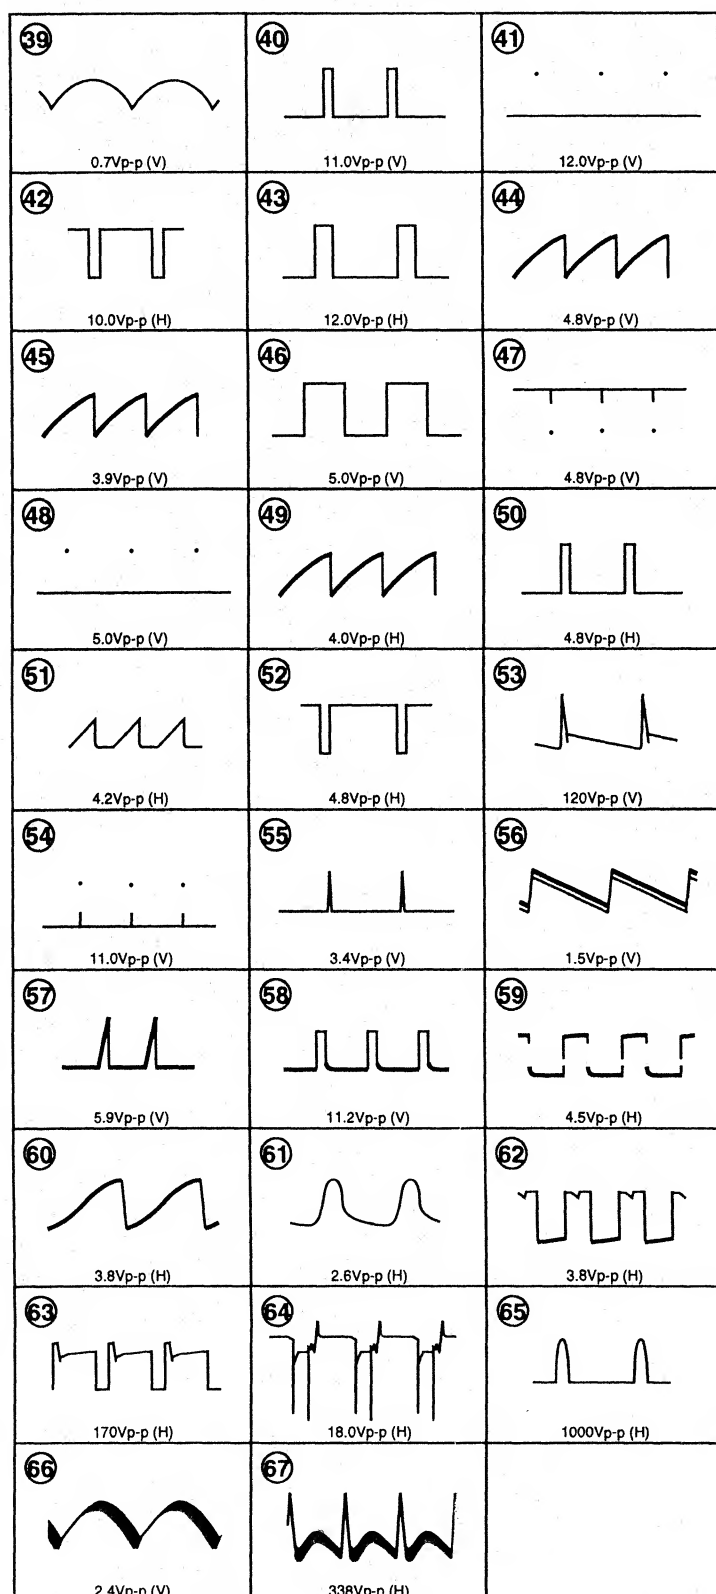 39 40 41
0.7Vp-p (V) 11.0Vp-p (V) 12.0Vp-p (V)
42 43 44
10.0Vp-p (H) 12.0Vp-p (H) 4.8Vp-p (V)
45 46 47
3.9Vp-p (V) 5.0Vp-p (V) 4.8Vp-p (V)
48 49 50
5.0Vp-p (V) 4.0Vp-p (H) 4.8Vp-p (H)
51 52 53
4.2Vp-p (H) 4.8Vp-p (H) 120Vp-p (V)
54 55 56
11.0Vp-p (V) 3.4Vp-p (V) 1.5Vp-p (V)
57 58 59
5.9Vp-p (V) 11.2Vp-p (V) 4.5Vp-p (H)
60 61 62
3.8Vp-p (H) 2.6Vp-p (H) 3.8Vp-p (H)
63 64 65
170Vp-p (H) 18.0Vp-p (H) 1000Vp-p (H)
66 67
2.4Vp-p (V) 338Vp-p (H)